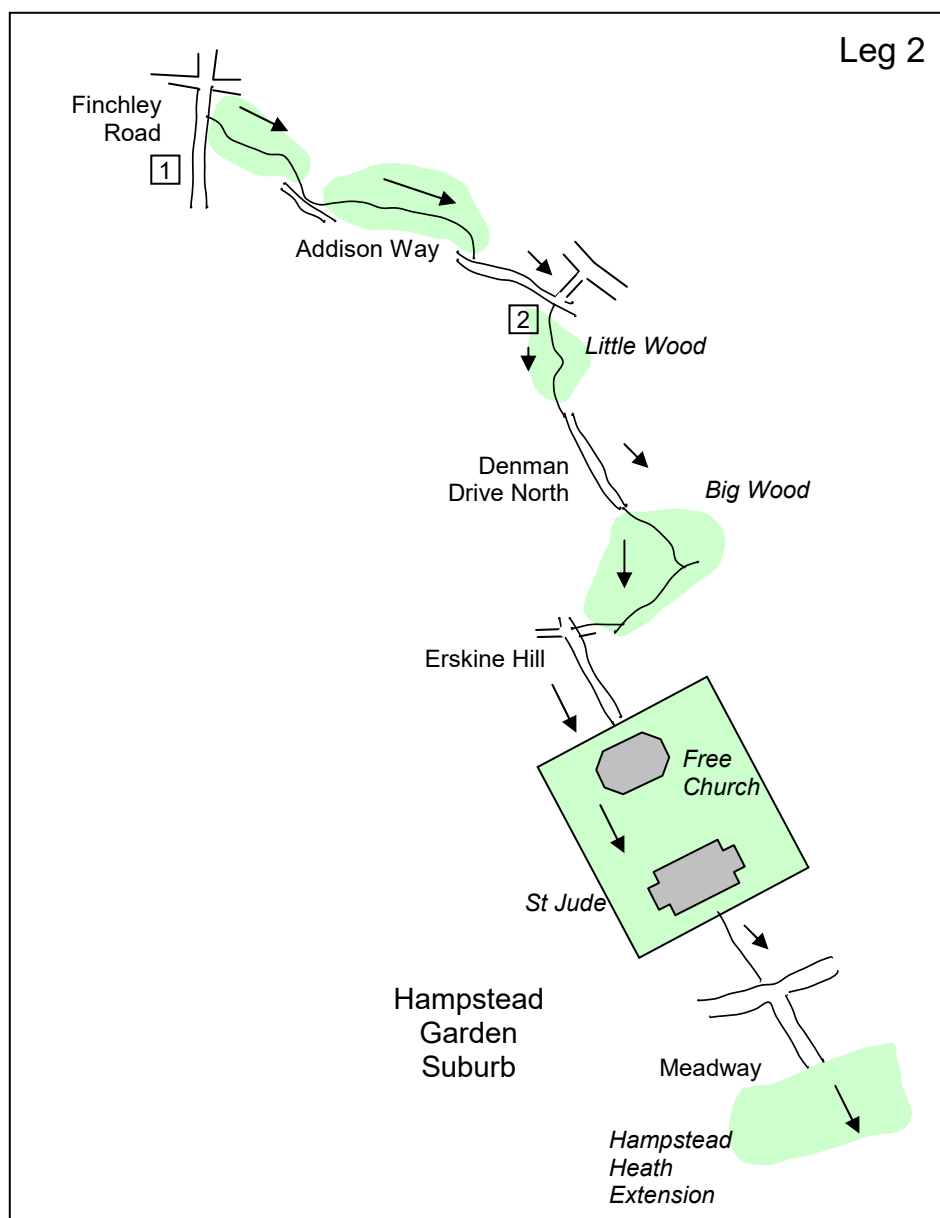 Leg 2
Finchley
Road
1
Addison Way
2
Little Wood
Denman
Drive North
Big Wood
Erskine Hill
Free
Church
St Jude
Hampstead
Garden
Suburb
Meadway
Hampstead
Heath
Extension